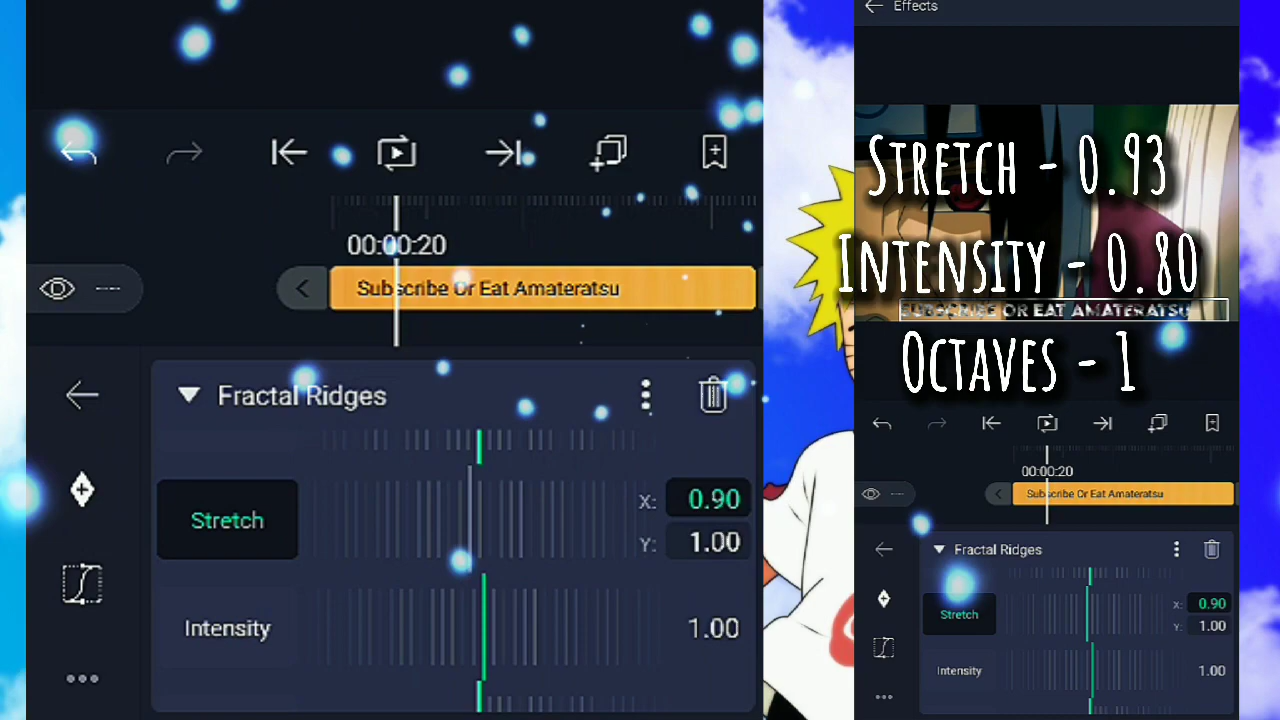 00:00:20
Subscribe Or Eat Amateratsu
Fractal Ridges
Stretch
X: 0.90
Y: 1.00
Intensity
1.00
Effects
Stretch - 0.93
Intensity - 0.80
SUBSCRIBE OR EAT AMATERATSU
Octaves - 1
00:00:20
Subscribe Or Eat Amateratsu
Fractal Ridges
Stretch
X: 0.90
Y: 1.00
Intensity
1.00